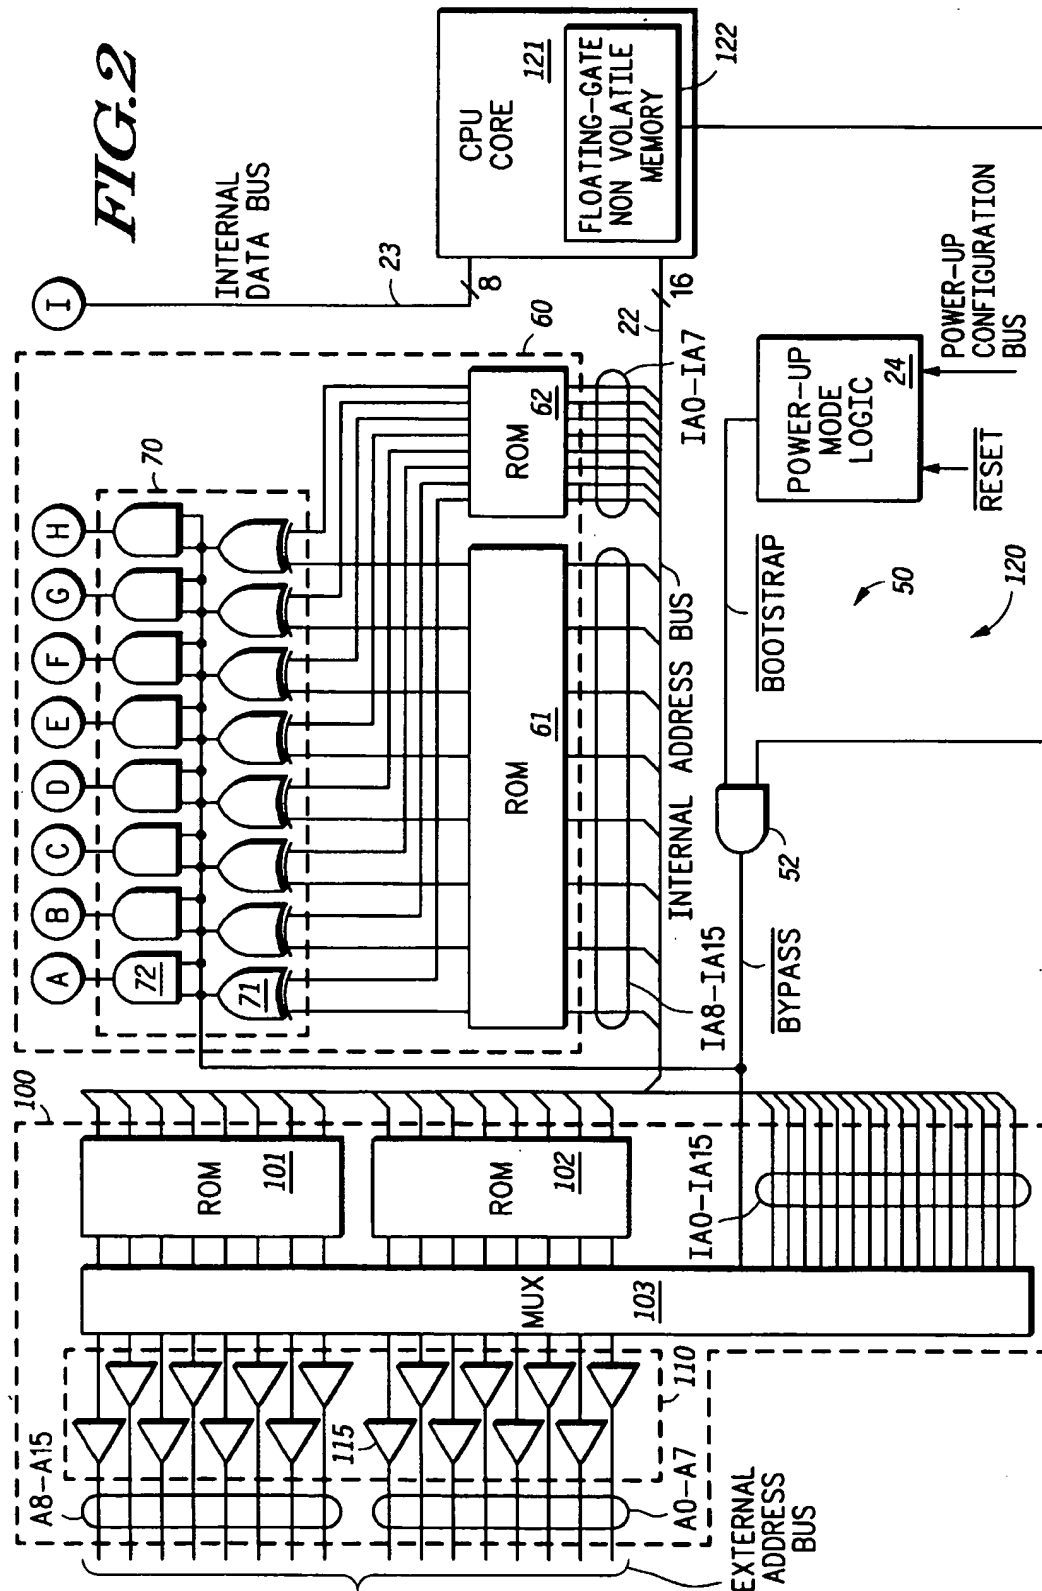 FIG.2
I
INTERNAL
DATA BUS
23
8
CPU
CORE
121
FLOATING-GATE
NON VOLATILE
MEMORY
122
16
22
60
70
A
B
C
D
E
F
G
H
72
71
ROM
61
ROM
62
IA0-IA7
IA8-IA15
INTERNAL ADDRESS BUS
POWER-UP
MODE
LOGIC
24
POWER-UP
CONFIGURATION
BUS
RESET
BOOTSTRAP
50
120
52
BYPASS
100
ROM
101
ROM
102
IA0-IA15
MUX
103
110
115
A8-A15
A0-A7
EXTERNAL
ADDRESS
BUS